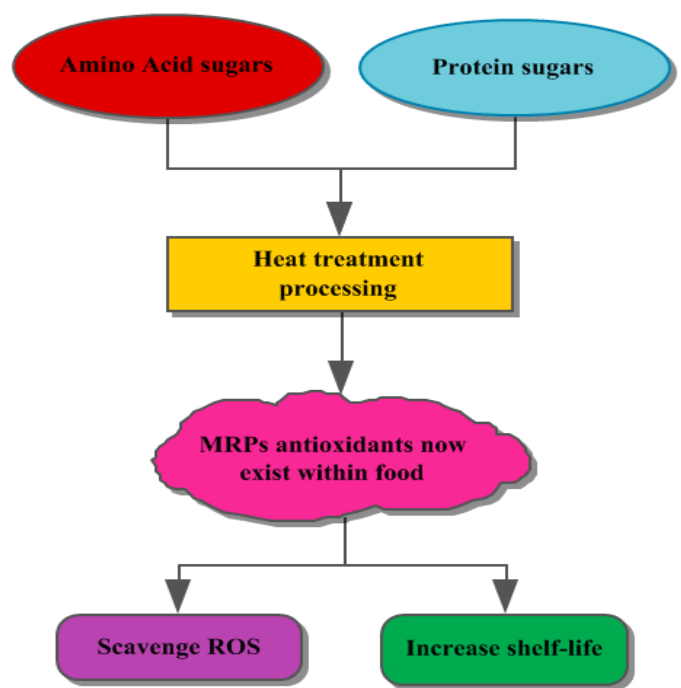 Amino Acid sugars
Protein sugars
Heat treatment
processing
MRPs antioxidants now
exist within food
Scavenge ROS
Increase shelf-life